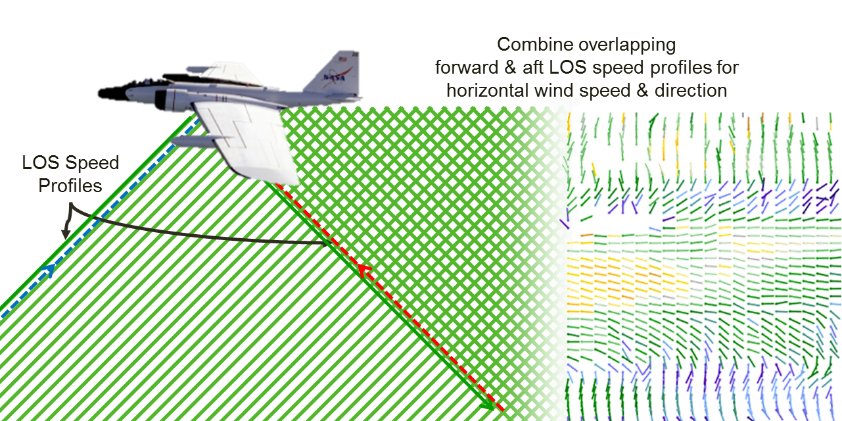 Combine overlapping
forward & aft LOS speed profiles for
horizontal wind speed & direction
NASA
LOS Speed
Profiles